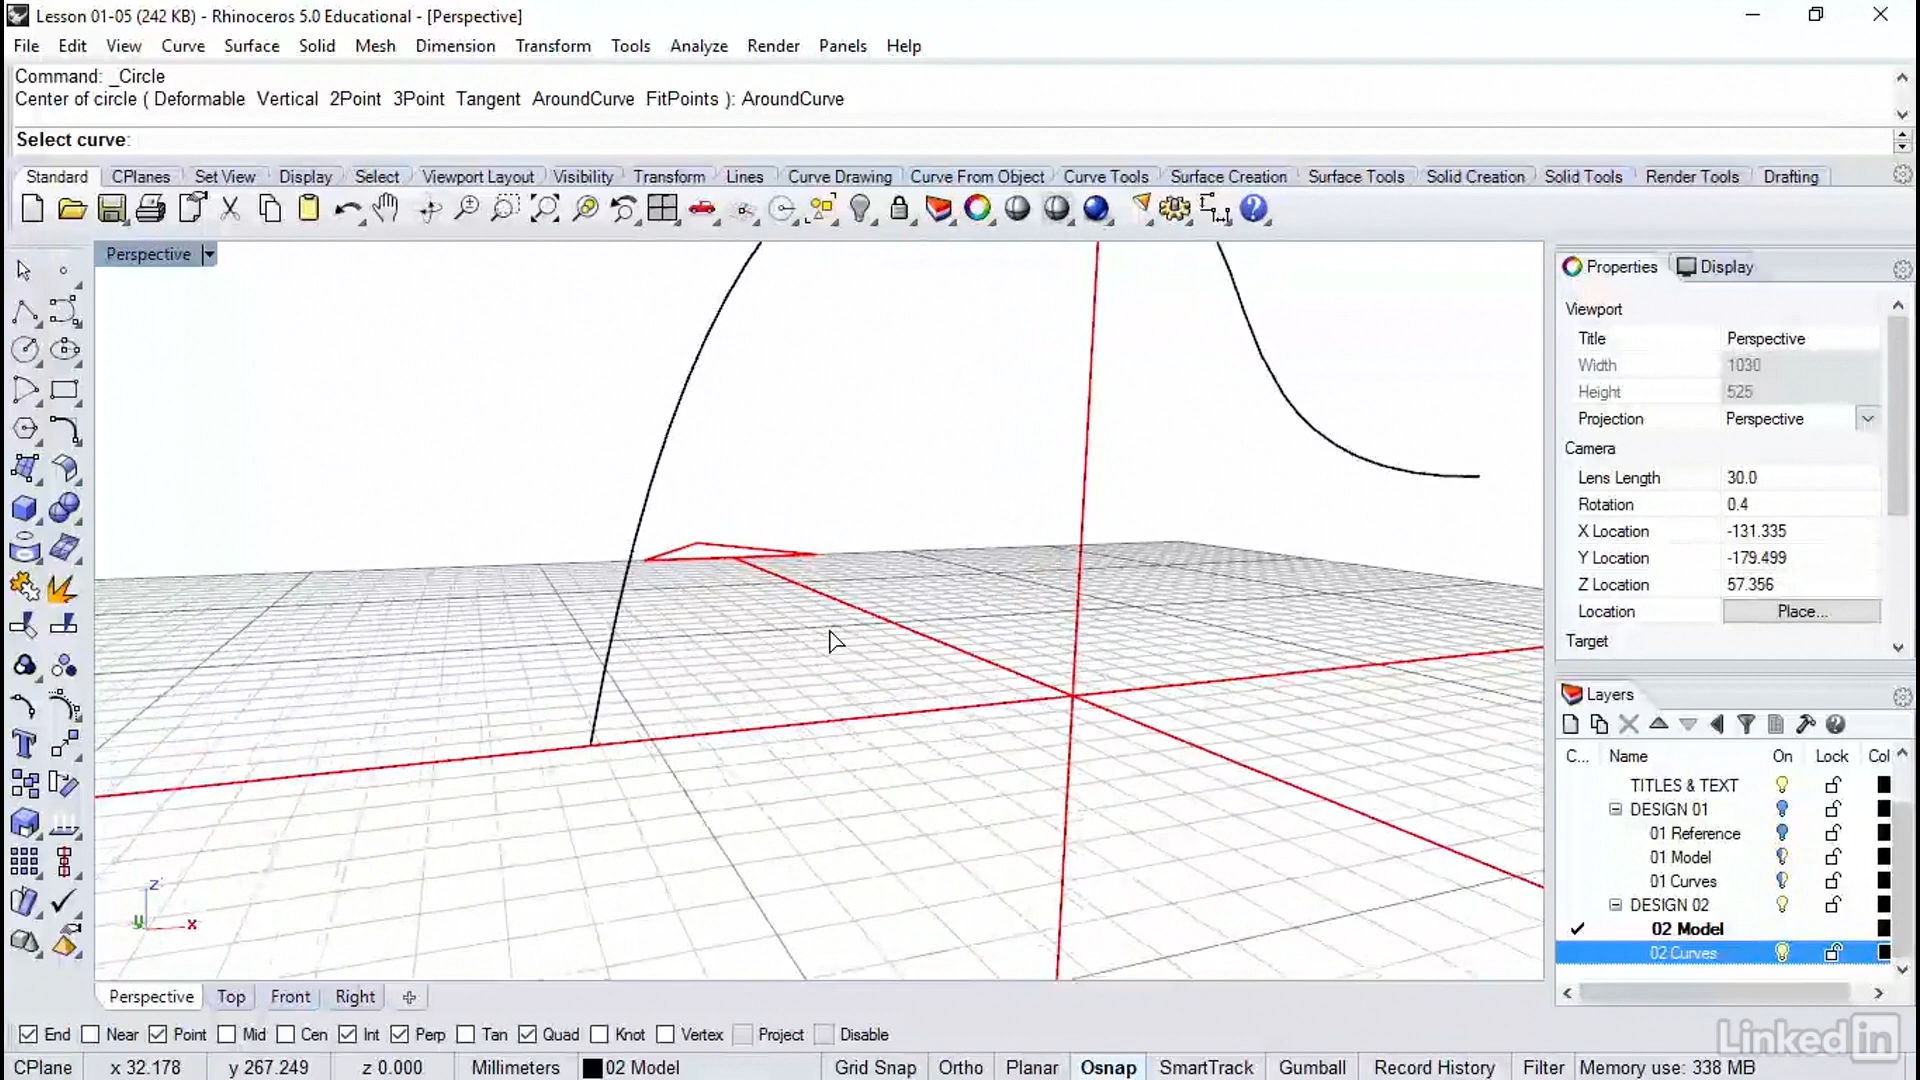 Lesson 01-05 (242 KB) - Rhinoceros 5.0 Educational - [Perspective]
File Edit View Curve Surface Solid Mesh Dimension Transform Tools Analyze Render Panels Help
Command: _Circle
Center of circle ( Deformable Vertical 2Point 3Point Tangent AroundCurve FitPoints ): AroundCurve
Select curve:
Standard CPlanes Set View Display Select Viewport Layout Visibility Transform Lines Curve Drawing Curve From Object Curve Tools Surface Creation Surface Tools Solid Creation Solid Tools Render Tools Drafting
Perspective
Properties Display
Viewport
Title Perspective
Width 1030
Height 525
Projection Perspective
Camera
Lens Length 30.0
Rotation 0.4
X Location -131.335
Y Location -179.499
Z Location 57.356
Location Place...
Target
Layers
C... Name On Lock Col
TITLES & TEXT
DESIGN 01
01 Reference
01 Model
01 Curves
DESIGN 02
02 Model
02 Curves
z
y x
Perspective Top Front Right
End Near Point Mid Cen Int Perp Tan Quad Knot Vertex Project Disable
LinkedIn
CPlane x 32.178 y 267.249 z 0.000 Millimeters 02 Model Grid Snap Ortho Planar Osnap SmartTrack Gumball Record History Filter Memory use: 338 MB